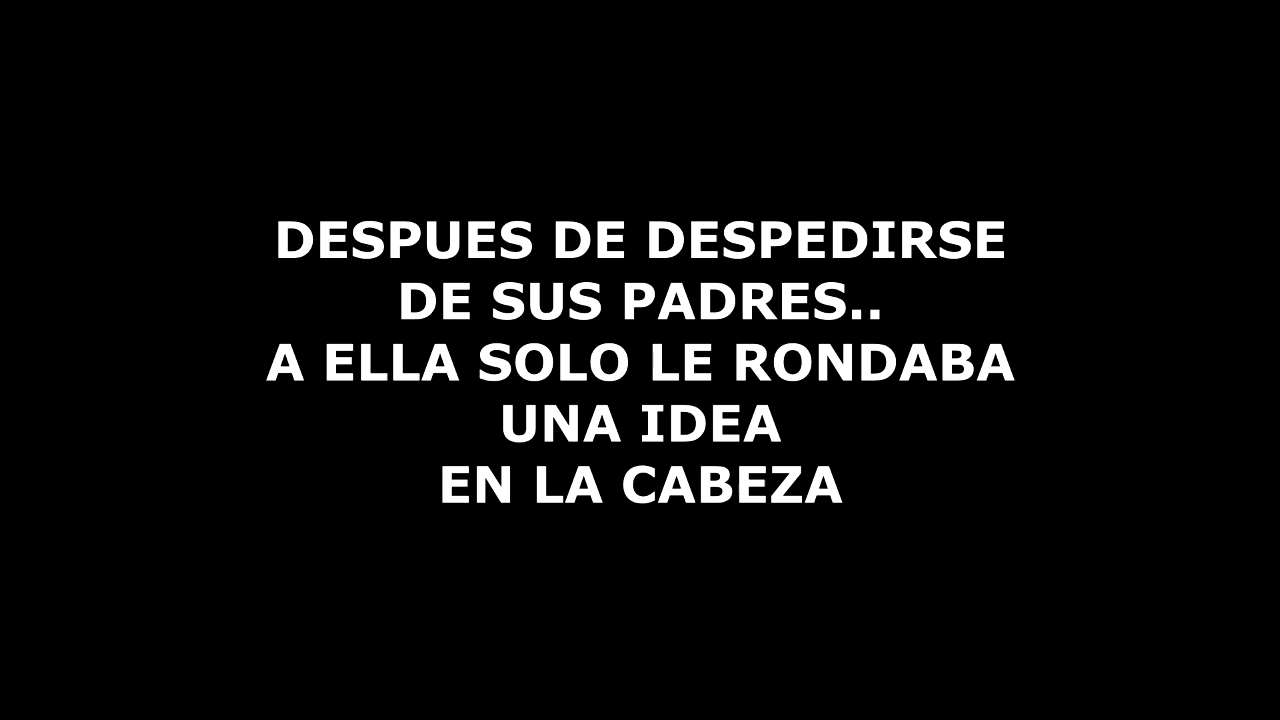 DESPUES DE DESPEDIRSE
DE SUS PADRES..
A ELLA SOLO LE RONDABA
UNA IDEA
EN LA CABEZA